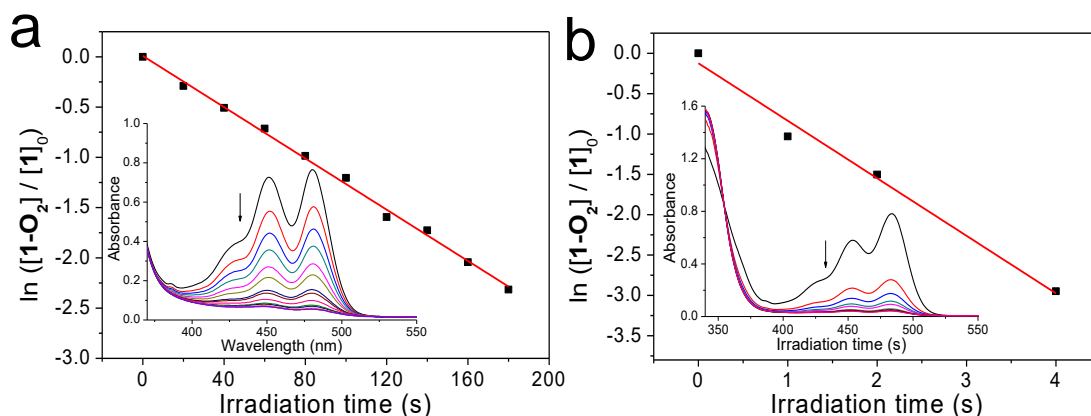 a
ln ([1-O2] / [1]0)
0.0
-0.5
-1.0
-1.5
-2.0
-2.5
-3.0
0 40 80 120 160 200
Irradiation time (s)
Absorbance
1.0
0.8
0.6
0.4
0.2
0.0
400 450 500 550
Wavelength (nm)
b
ln ([1-O2] / [1]0)
0.0
-0.5
-1.0
-1.5
-2.0
-2.5
-3.0
-3.5
0 1 2 3 4
Irradiation time (s)
Absorbance
1.6
1.2
0.8
0.4
0.0
400 450 500 550
Irradiation time (s)